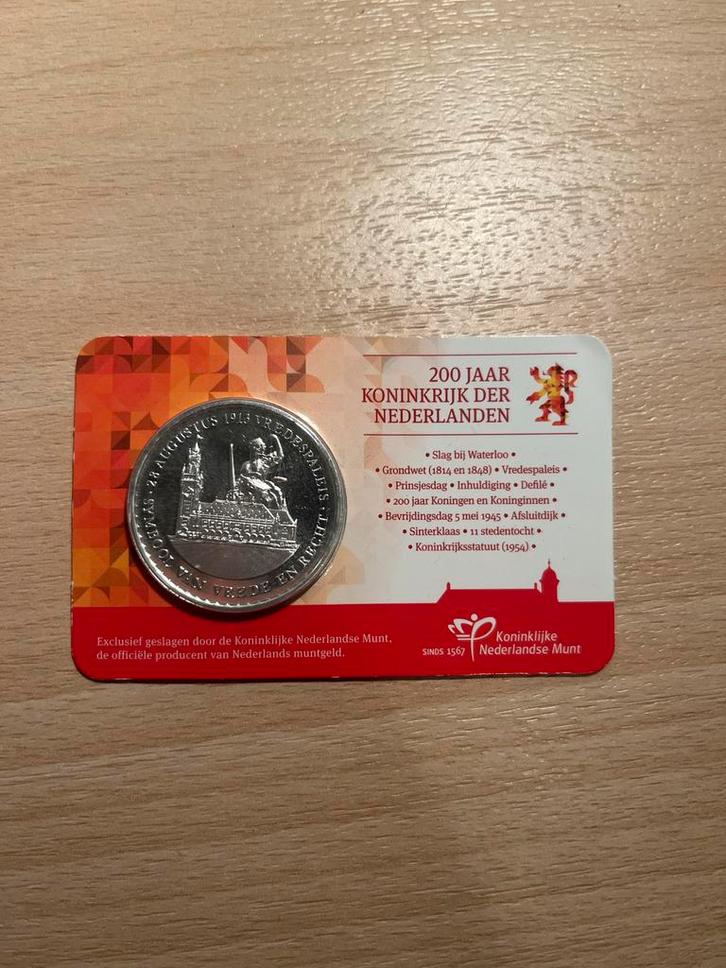 · 28 AUGUSTUS 1913 VREDESPALEIS ·
SYMBOOL VAN VREDE EN RECHT
200 JAAR
KONINKRIJK DER
NEDERLANDEN
• Slag bij Waterloo •
• Grondwet (1814 en 1848) • Vredespaleis •
• Prinsjesdag • Inhuldiging • Defilé •
• 200 jaar Koningen en Koninginnen •
• Bevrijdingsdag 5 mei 1945 • Afsluitdijk •
• Sinterklaas • 11 stedentocht •
• Koninkrijksstatuut (1954) •
Exclusief geslagen door de Koninklijke Nederlandse Munt,
de officiële producent van Nederlands muntgeld.
SINDS 1567
Koninklijke
Nederlandse Munt